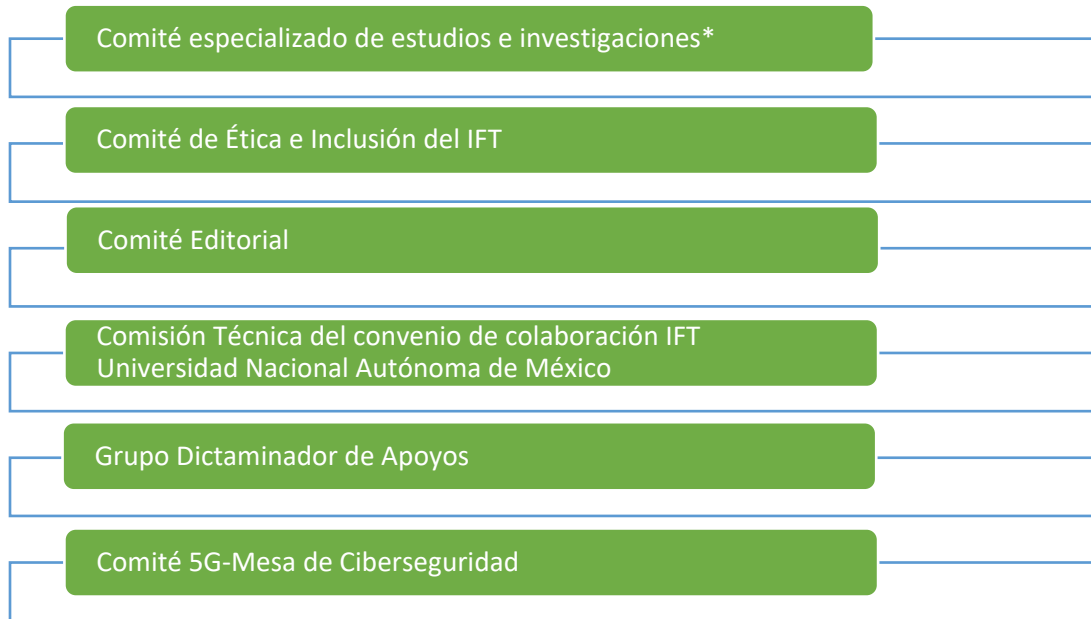 Comité especializado de estudios e investigaciones*
Comité de Ética e Inclusión del IFT
Comité Editorial
Comisión Técnica del convenio de colaboración IFT
Universidad Nacional Autónoma de México
Grupo Dictaminador de Apoyos
Comité 5G-Mesa de Ciberseguridad